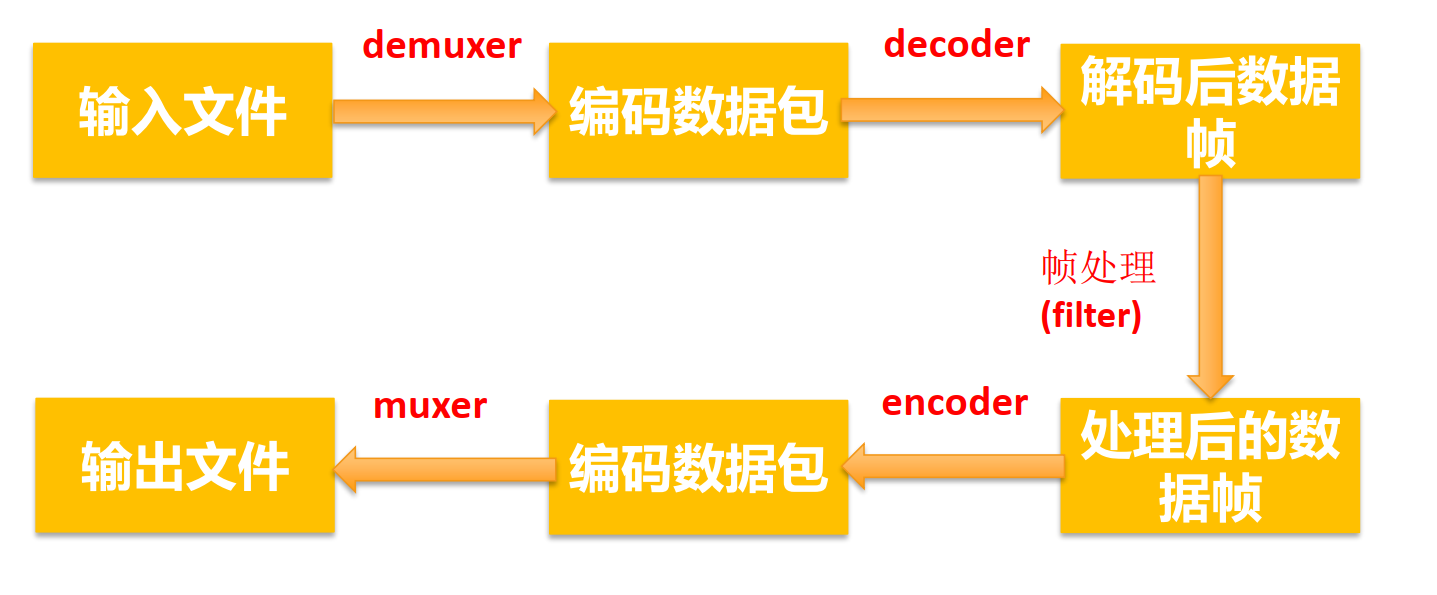 demuxer
decoder
输入文件
编码数据包
解码后数据
帧
帧处理
(filter)
muxer
encoder
输出文件
编码数据包
处理后的数
据帧